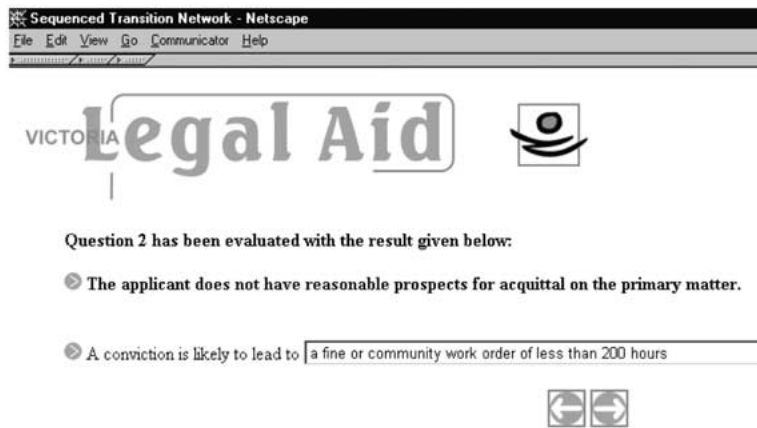 Sequenced Transition Network - Netscape
File Edit View Go Communicator Help
VICTORIA Legal Aid
Question 2 has been evaluated with the result given below:
The applicant does not have reasonable prospects for acquittal on the primary matter.
A conviction is likely to lead to a fine or community work order of less than 200 hours